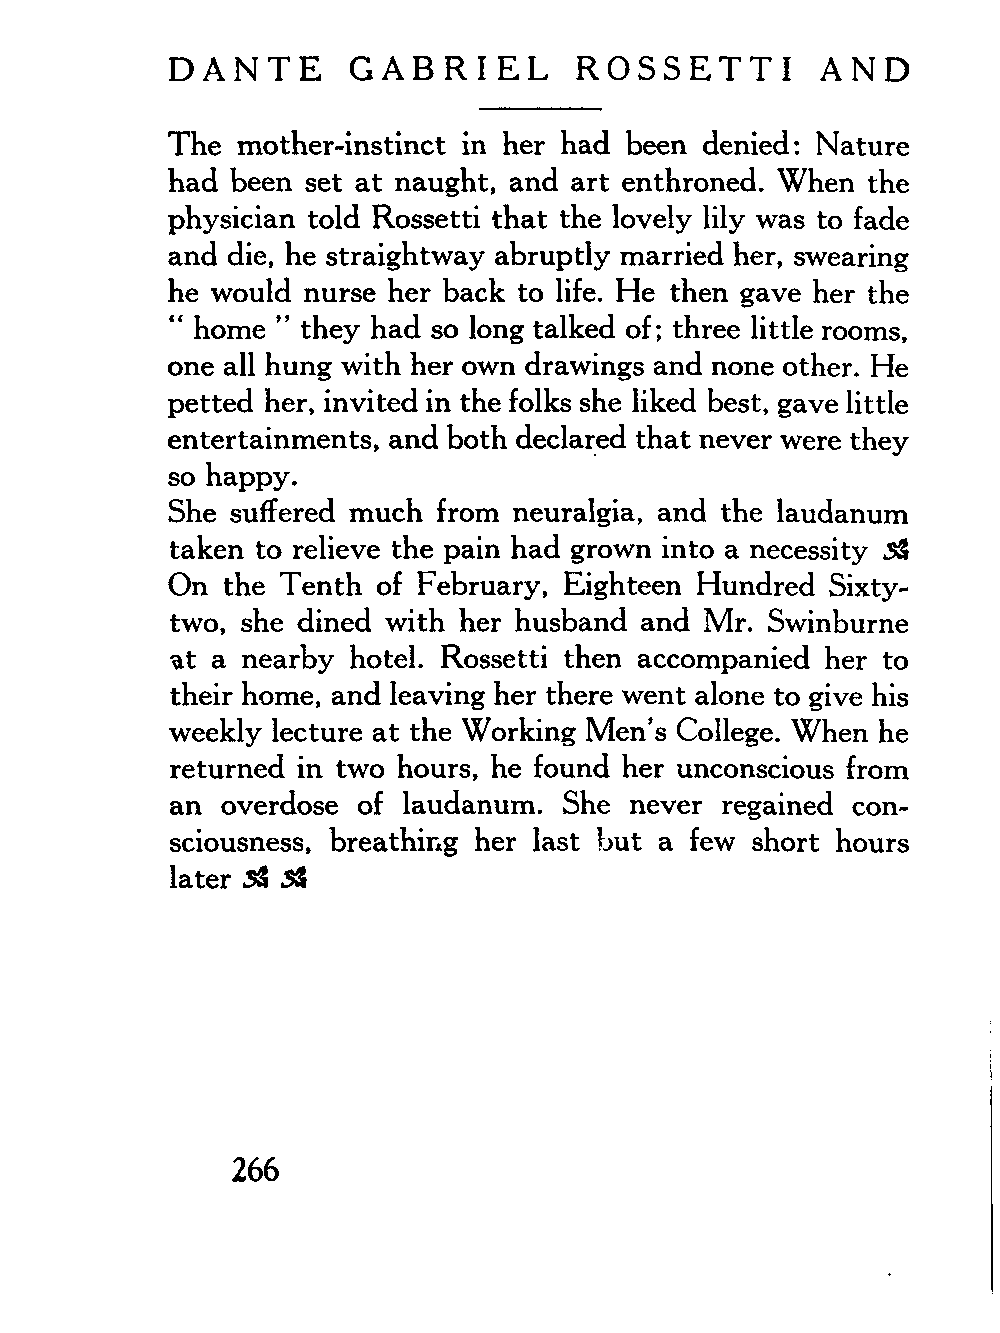 DANTE GABRIEL ROSSETTI AND
The mother-instinct in her had been denied: Nature
had been set at naught, and art enthroned. When the
physician told Rossetti that the lovely lily was to fade
and die, he straightway abruptly married her, swearing
he would nurse her back to life. He then gave her the
“ home ” they had so long talked of; three little rooms,
one all hung with her own drawings and none other. He
petted her, invited in the folks she liked best, gave little
entertainments, and both declared that never were they
so happy.
She suffered much from neuralgia, and the laudanum
taken to relieve the pain had grown into a necessity
On the Tenth of February, Eighteen Hundred Sixty-
two, she dined with her husband and Mr. Swinburne
at a nearby hotel. Rossetti then accompanied her to
their home, and leaving her there went alone to give his
weekly lecture at the Working Men’s College. When he
returned in two hours, he found her unconscious from
an overdose of laudanum. She never regained con-
sciousness, breathing her last but a few short hours
later
266